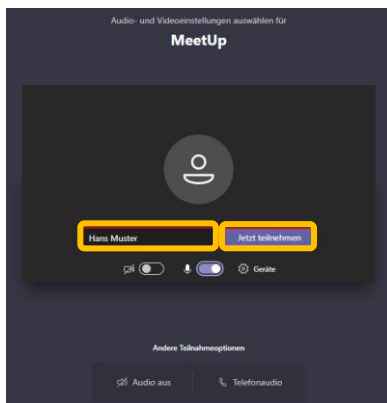 Audio- und Videoeinstellungen auswählen für
MeetUp
Hans Muster
Jetzt teilnehmen
Geräte
Andere Teilnahmeoptionen
Audio aus
Telefonaudio